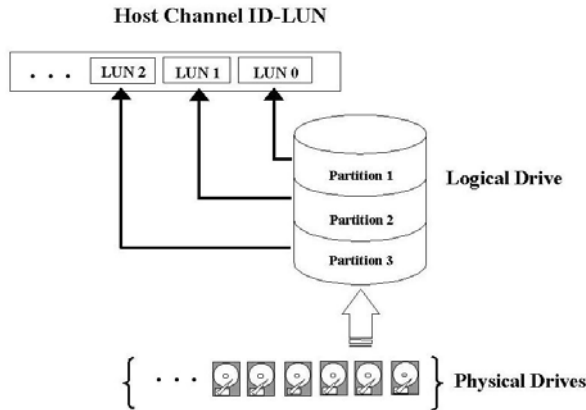 Host Channel ID-LUN
. . . LUN 2 LUN 1 LUN 0
Partition 1
Logical Drive
Partition 2
Partition 3
{ . . . } Physical Drives